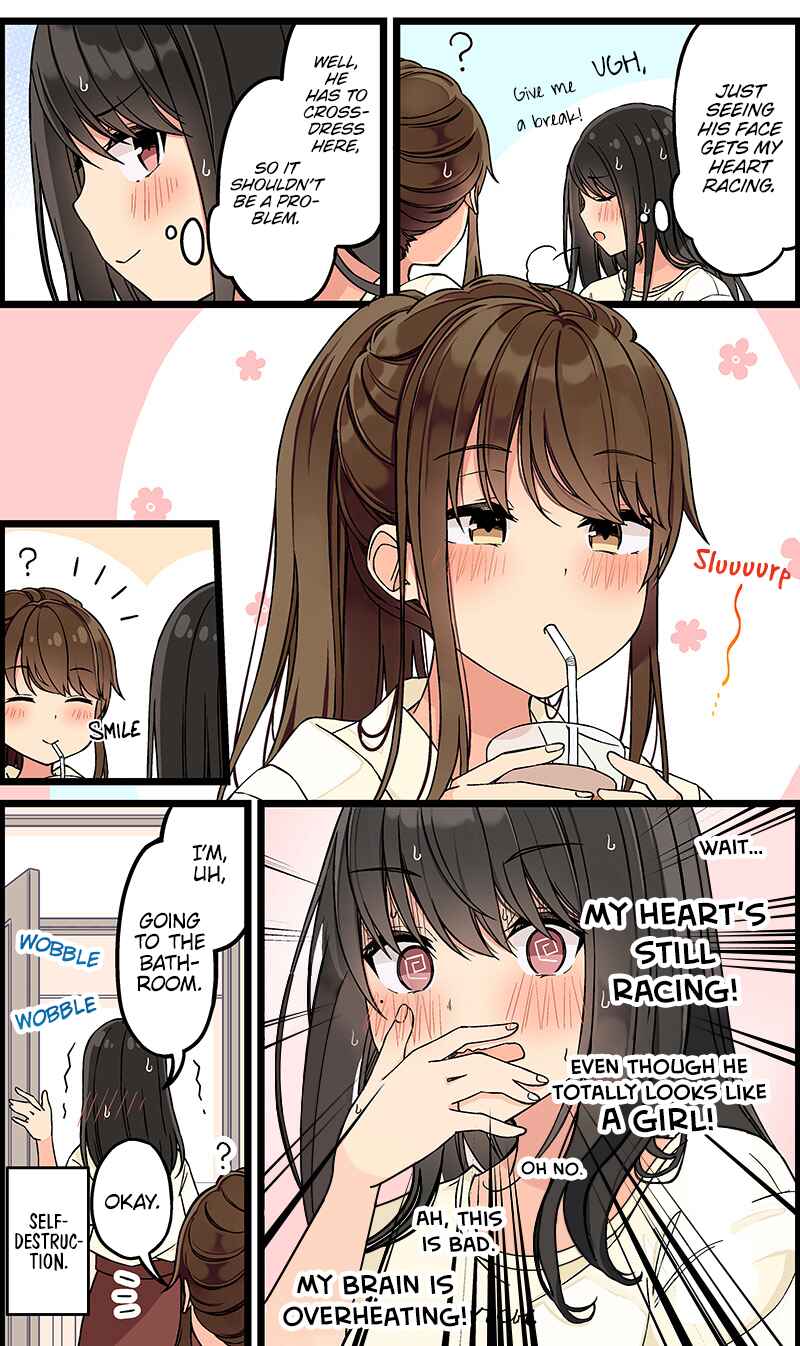 JUST
SEEING
HIS FACE
GETS MY
HEART
RACING.
UGH,
Give me
a break!
?
WELL,
HE
HAS TO
CROSS-
DRESS
HERE,
SO IT
SHOULDN'T
BE A PRO-
BLEM.
Sluuuurp
?
SMILE
WAIT...
MY HEART'S
STILL
RACING!
EVEN THOUGH HE
TOTALLY LOOKS LIKE
A GIRL!
OH NO.
AH, THIS
IS BAD.
MY BRAIN IS
OVERHEATING!
I'M,
UH,
GOING
TO THE
BATH-
ROOM.
WOBBLE
WOBBLE
?
OKAY.
SELF-
DESTRUC-
TION.